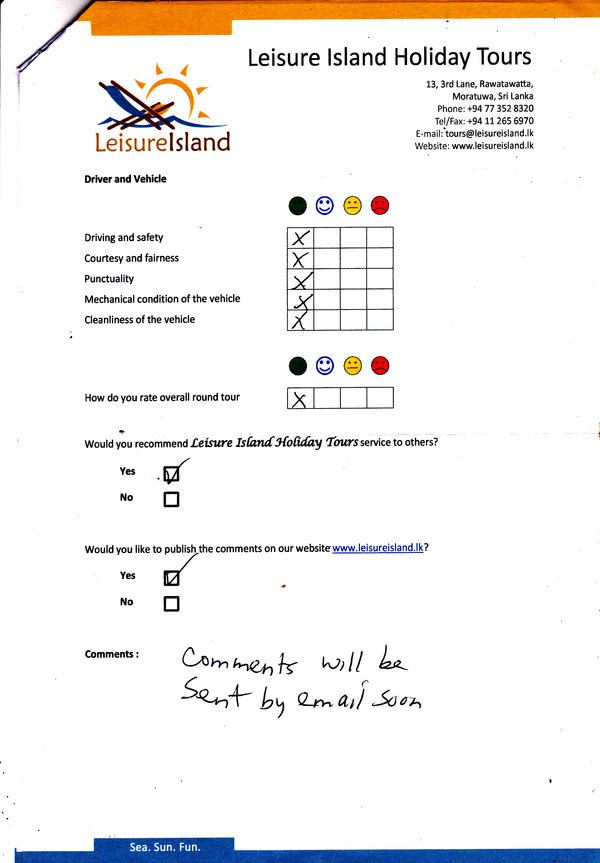 Leisure Island Holiday Tours
13, 3rd Lane, Rawatawatta,
Moratuwa, Sri Lanka
Phone: +94 77 352 8320
Tel/Fax: +94 11 265 6970
E-mail: tours@leisureisland.lk
Website: www.leisureisland.lk
LeisureIsland
Driver and Vehicle
Driving and safety X
Courtesy and fairness X
Punctuality X
Mechanical condition of the vehicle X
Cleanliness of the vehicle X
How do you rate overall round tour X
Would you recommend Leisure Island Holiday Tours service to others?
Yes
No
Would you like to publish the comments on our website www.leisureisland.lk?
Yes
No
Comments :
Comments will be
Sent by email soon
Sea. Sun. Fun.